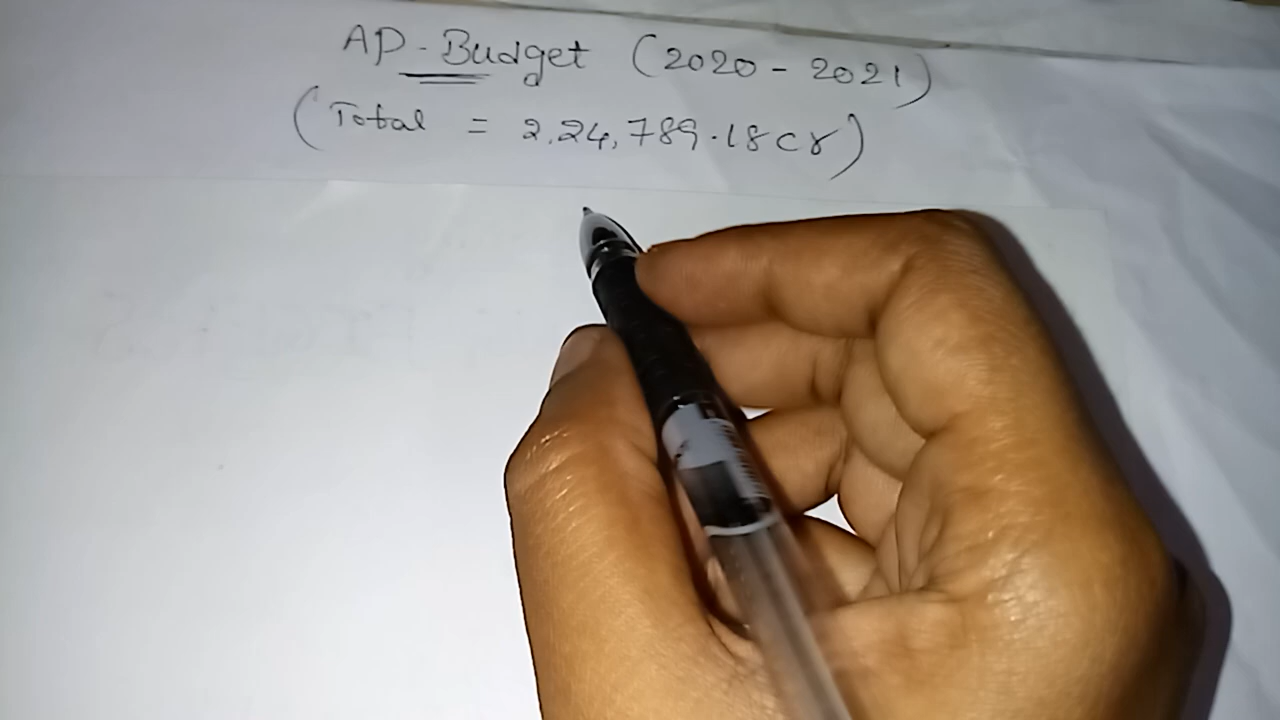 AP - Budget (2020 - 2021)
(Total = 2.24,789.18cr)